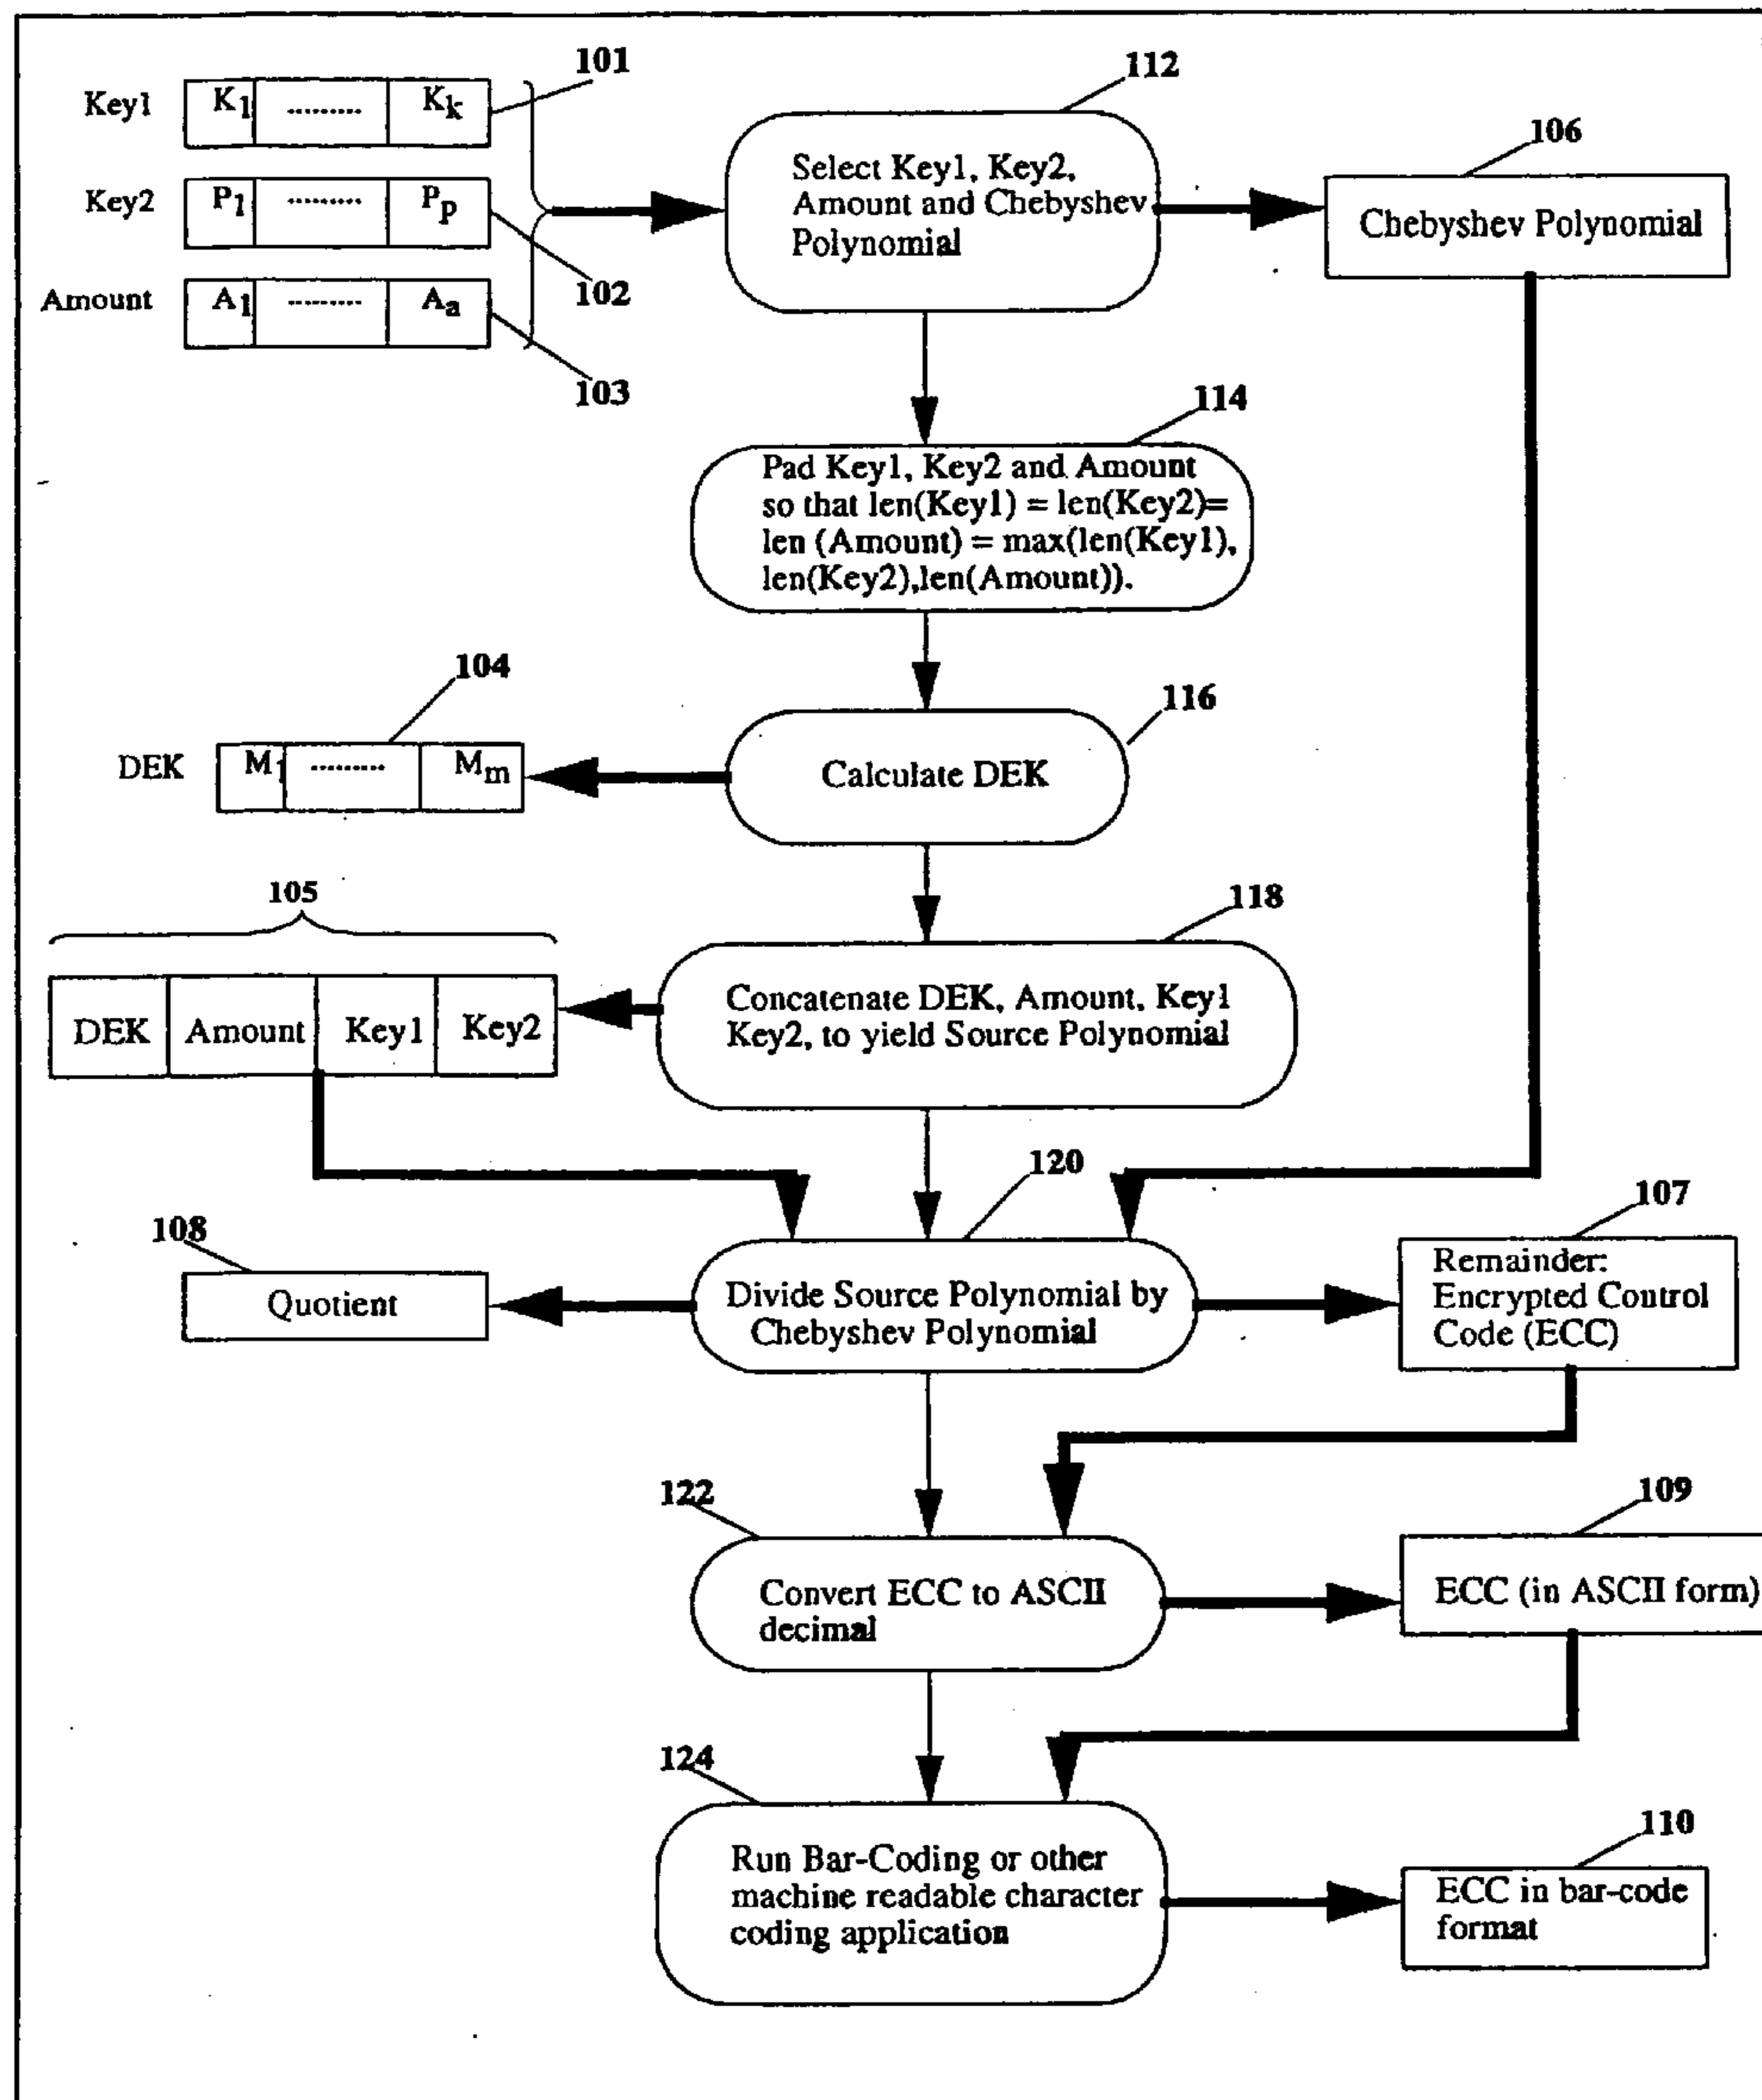 101
112
Key1 K1 ......... Kk
106
Select Key1, Key2,
Amount and Chebyshev
Polynomial
Key2 P1 ......... Pp
Chebyshev Polynomial
102
Amount A1 ......... Aa
103
114
Pad Key1, Key2 and Amount
so that len(Key1) = len(Key2)=
len (Amount) = max(len(Key1),
len(Key2),len(Amount)).
104
116
DEK M1 ......... Mm
Calculate DEK
105
118
Concatenate DEK, Amount, Key1
Key2, to yield Source Polynomial
DEK Amount Key1 Key2
120
107
108
Remainder:
Encrypted Control
Code (ECC)
Quotient
Divide Source Polynomial by
Chebyshev Polynomial
122
109
Convert ECC to ASCII
decimal
ECC (in ASCII form)
124
110
Run Bar-Coding or other
machine readable character
coding application
ECC in bar-code
format